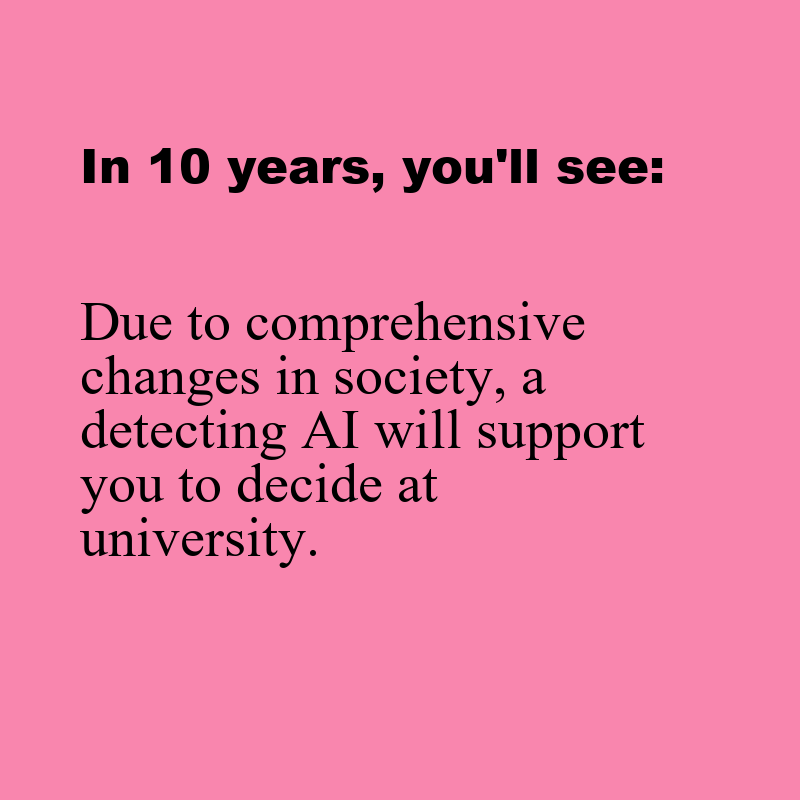 In 10 years, you'll see:
Due to comprehensive
changes in society, a
detecting AI will support
you to decide at
university.